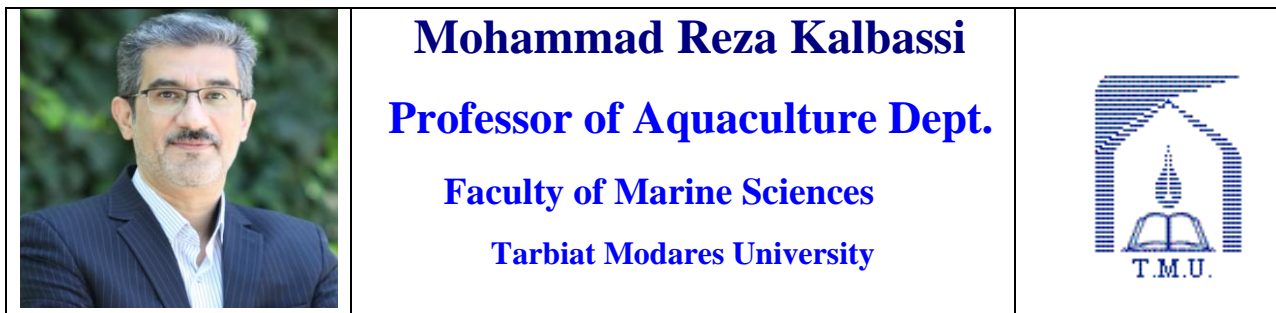 Mohammad Reza Kalbassi
Professor of Aquaculture Dept.
Faculty of Marine Sciences
Tarbiat Modares University
T.M.U.